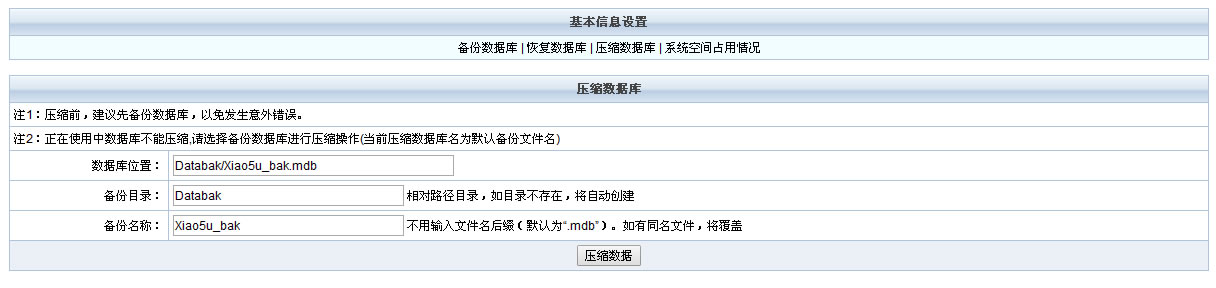 基本信息设置
备份数据库 | 恢复数据库 | 压缩数据库 | 系统空间占用情况
压缩数据库
注1：压缩前，建议先备份数据库，以免发生意外错误。
注2：正在使用中数据库不能压缩,请选择备份数据库进行压缩操作(当前压缩数据库名为默认备份文件名)
数据库位置： Databak/Xiao5u_bak.mdb
备份目录： Databak 相对路径目录，如目录不存在，将自动创建
备份名称： Xiao5u_bak 不用输入文件名后缀（默认为“.mdb”）。如有同名文件，将覆盖
压缩数据